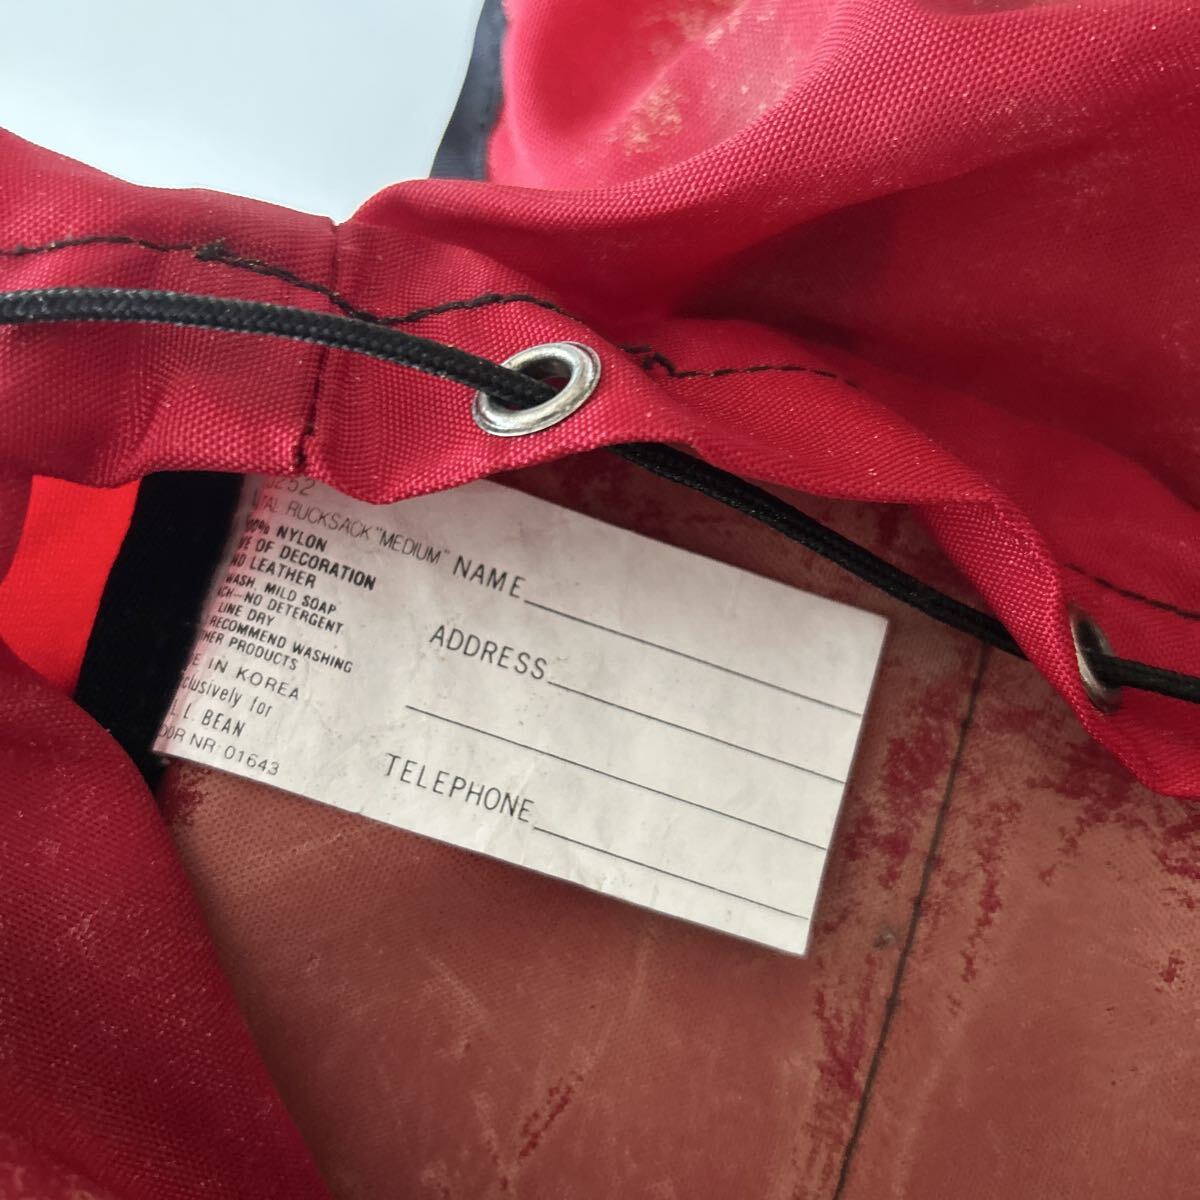 252
RUCKSACK "MEDIUM"
NYLON
OF DECORATION
LEATHER
WASH, MILD SOAP
NO DETERGENT
LINE DRY
RECOMMEND WASHING
PRODUCTS
IN KOREA
for
L. BEAN
NR 01643
NAME
ADDRESS
TELEPHONE